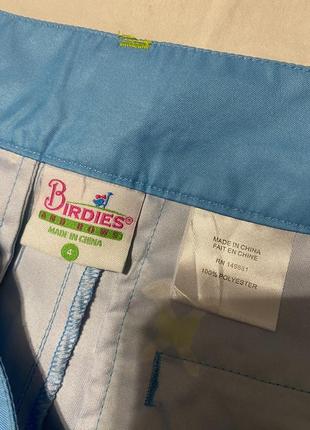 BIRDIES®
AND BOWS
MADE IN CHINA
4
MADE IN CHINA
FAIT EN CHINE
RN 149881
100% POLYESTER